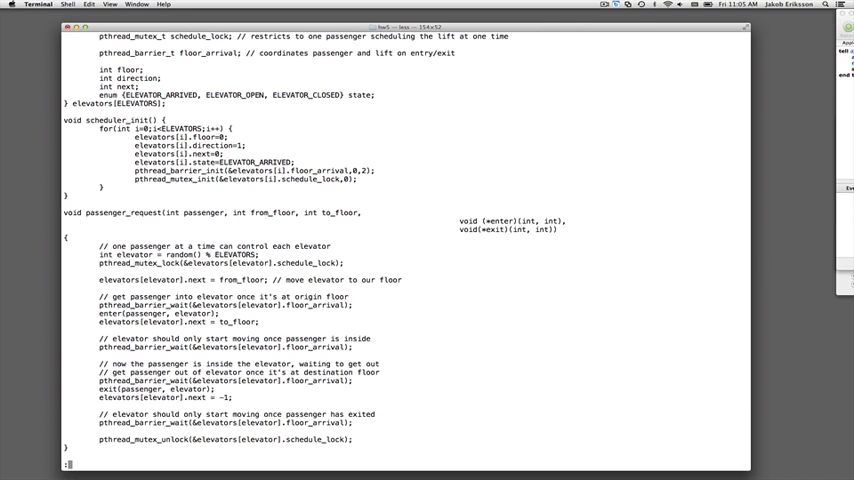 Terminal Shell Edit View Window Help Fri 11:05 AM Jakob Eriksson
hw5 — less — 154×52
pthread_mutex_t schedule_lock; // restricts to one passenger scheduling the lift at one time
pthread_barrier_t floor_arrival; // coordinates passenger and lift on entry/exit
int floor;
int direction;
int next;
enum {ELEVATOR_ARRIVED, ELEVATOR_OPEN, ELEVATOR_CLOSED} state;
} elevators[ELEVATORS];
void scheduler_init() {
for(int i=0;i<ELEVATORS;i++) {
elevators[i].floor=0;
elevators[i].direction=1;
elevators[i].next=0;
elevators[i].state=ELEVATOR_ARRIVED;
pthread_barrier_init(&elevators[i].floor_arrival,0,2);
pthread_mutex_init(&elevators[i].schedule_lock,0);
}
}
void passenger_request(int passenger, int from_floor, int to_floor,
void (*enter)(int, int),
void(*exit)(int, int))
{
// one passenger at a time can control each elevator
int elevator = random() % ELEVATORS;
pthread_mutex_lock(&elevators[elevator].schedule_lock);
elevators[elevator].next = from_floor; // move elevator to our floor
// get passenger into elevator once it's at origin floor
pthread_barrier_wait(&elevators[elevator].floor_arrival);
enter(passenger, elevator);
elevators[elevator].next = to_floor;
// elevator should only start moving once passenger is inside
pthread_barrier_wait(&elevators[elevator].floor_arrival);
// now the passenger is inside the elevator, waiting to get out
// get passenger out of elevator once it's at destination floor
pthread_barrier_wait(&elevators[elevator].floor_arrival);
exit(passenger, elevator);
elevators[elevator].next = -1;
// elevator should only start moving once passenger has exited
pthread_barrier_wait(&elevators[elevator].floor_arrival);
pthread_mutex_unlock(&elevators[elevator].schedule_lock);
}
:
tell
end t